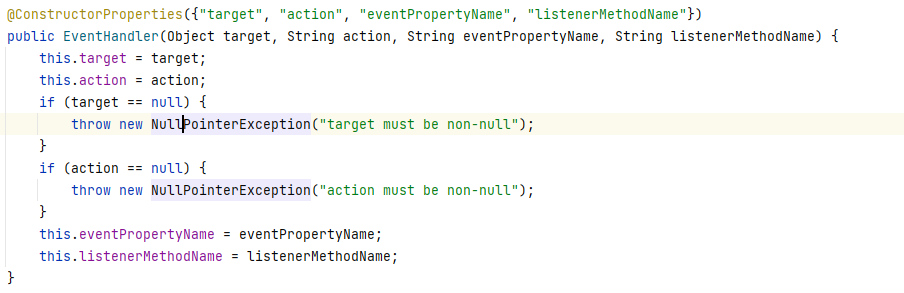 @ConstructorProperties({"target", "action", "eventPropertyName", "listenerMethodName"})
public EventHandler(Object target, String action, String eventPropertyName, String listenerMethodName) {
    this.target = target;
    this.action = action;
    if (target == null) {
        throw new NullPointerException("target must be non-null");
    }
    if (action == null) {
        throw new NullPointerException("action must be non-null");
    }
    this.eventPropertyName = eventPropertyName;
    this.listenerMethodName = listenerMethodName;
}